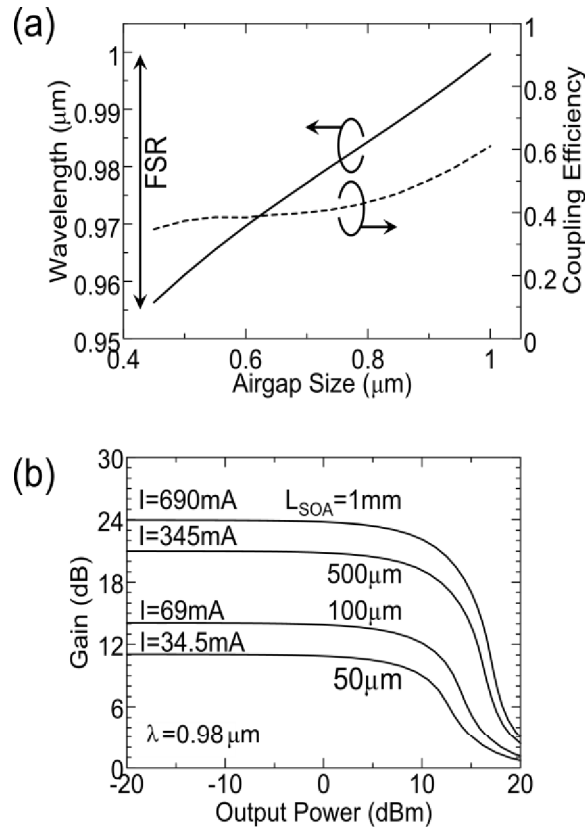 (a)
1
0.99
0.98
0.97
0.96
0.95
Wavelength (μm)
FSR
1
0.8
0.6
0.4
0.2
0
Coupling Efficiency
0.4
0.6
0.8
1
Airgap Size (μm)
(b)
30
24
18
12
6
0
Gain (dB)
I=690mA
L_SOA=1mm
I=345mA
500μm
I=69mA
100μm
I=34.5mA
50μm
λ=0.98 μm
-20
-10
0
10
20
Output Power (dBm)